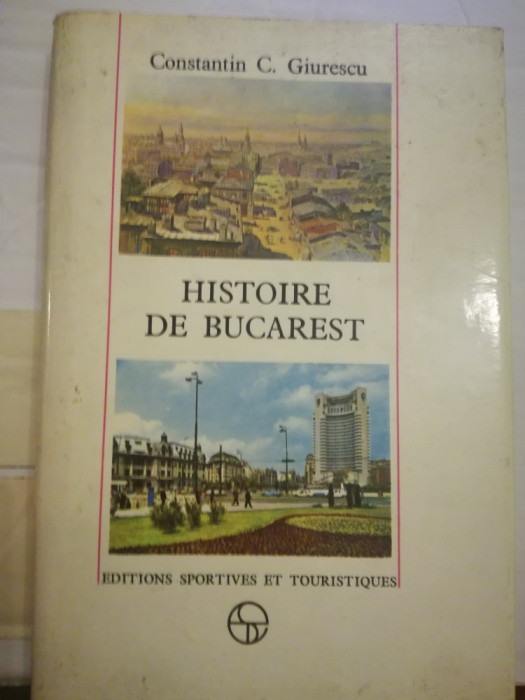 Constantin C. Giurescu
HISTOIRE
DE BUCAREST
EDITIONS SPORTIVES ET TOURISTIQUES